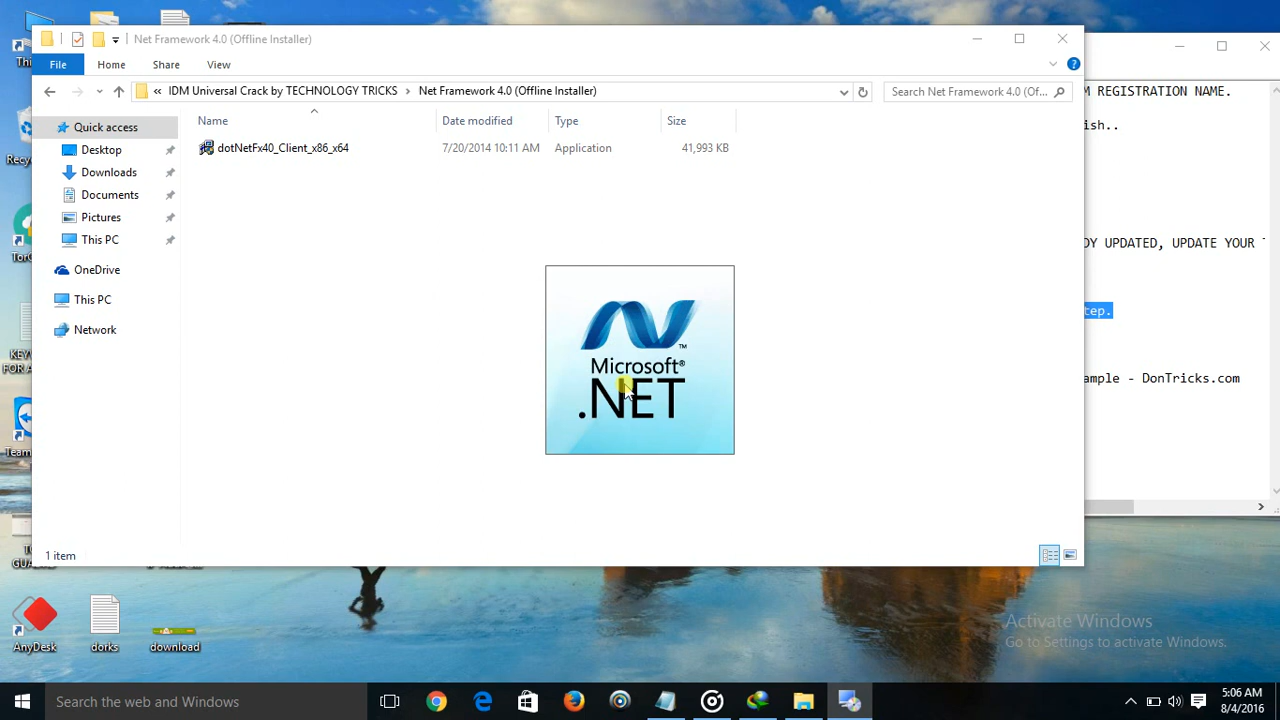 Net Framework 4.0 (Offline Installer)
File Home Share View
« IDM Universal Crack by TECHNOLOGY TRICKS › Net Framework 4.0 (Offline Installer)
Search Net Framework 4.0 (Of...
Name Date modified Type Size
dotNetFx40_Client_x86_x64 7/20/2014 10:11 AM Application 41,993 KB
Quick access
Desktop
Downloads
Documents
Pictures
This PC
OneDrive
This PC
Network
Microsoft®
.NET
™
1 item
M REGISTRATION NAME.
ish..
DY UPDATED, UPDATE YOUR
tep.
ample - DonTricks.com
AnyDesk
dorks
download
Activate Windows
Go to Settings to activate Windows.
Search the web and Windows
5:06 AM
8/4/2016